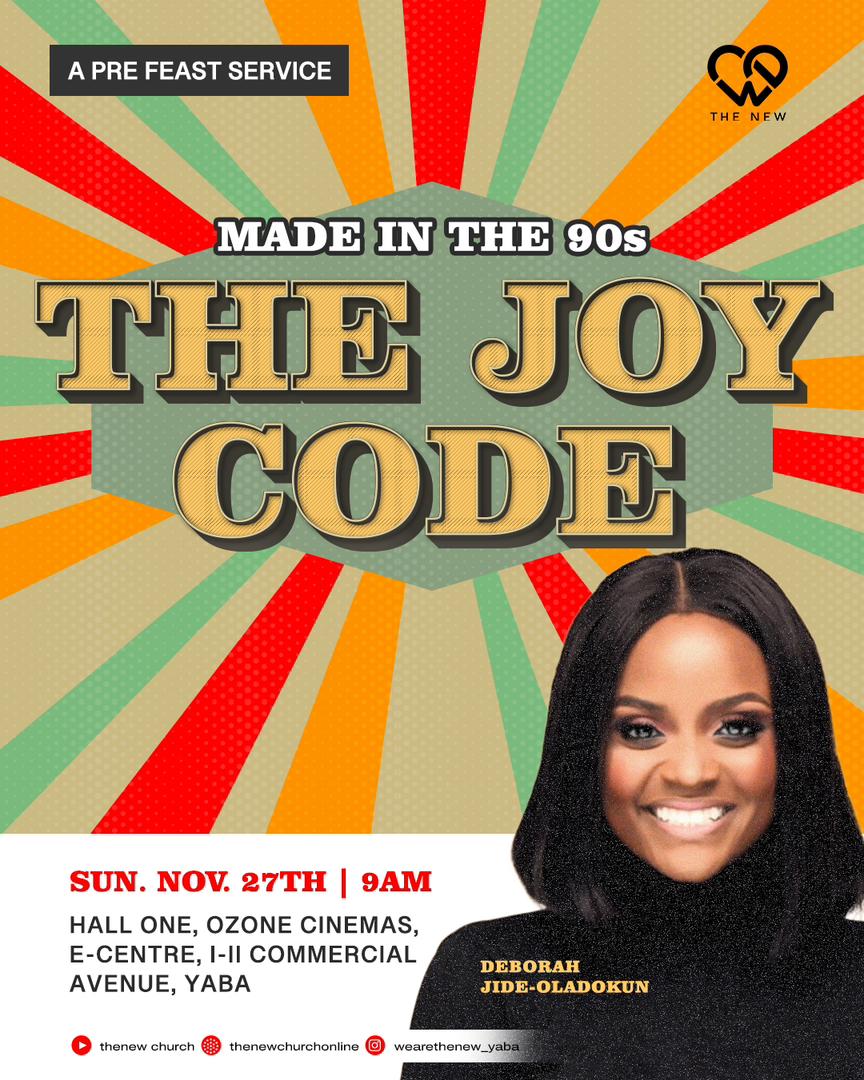 A PRE FEAST SERVICE
THE NEW
MADE IN THE 90s
THE JOY
CODE
SUN. NOV. 27TH | 9AM
HALL ONE, OZONE CINEMAS,
E-CENTRE, I-II COMMERCIAL
AVENUE, YABA
DEBORAH
JIDE-OLADOKUN
thenew church thenewchurchonline wearethenew_yaba